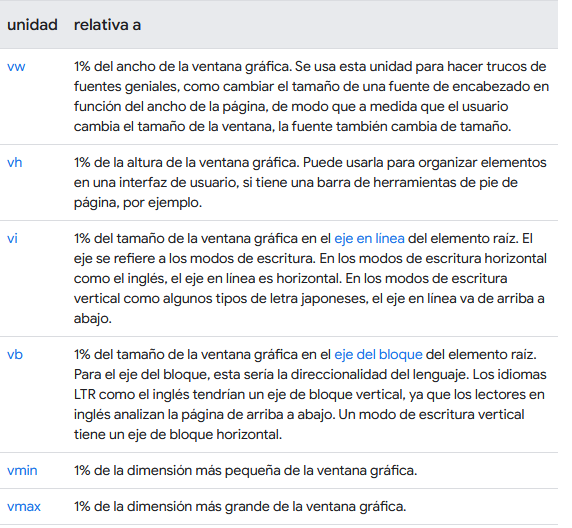 unidad relativa a
vw 1% del ancho de la ventana gráfica. Se usa esta unidad para hacer trucos de
fuentes geniales, como cambiar el tamaño de una fuente de encabezado en
función del ancho de la página, de modo que a medida que el usuario
cambia el tamaño de la ventana, la fuente también cambia de tamaño.
vh 1% de la altura de la ventana gráfica. Puede usarla para organizar elementos
en una interfaz de usuario, si tiene una barra de herramientas de pie de
página, por ejemplo.
vi 1% del tamaño de la ventana gráfica en el eje en línea del elemento raíz. El
eje se refiere a los modos de escritura. En los modos de escritura horizontal
como el inglés, el eje en línea es horizontal. En los modos de escritura
vertical como algunos tipos de letra japoneses, el eje en línea va de arriba a
abajo.
vb 1% del tamaño de la ventana gráfica en el eje del bloque del elemento raíz.
Para el eje del bloque, esta sería la direccionalidad del lenguaje. Los idiomas
LTR como el inglés tendrían un eje de bloque vertical, ya que los lectores en
inglés analizan la página de arriba a abajo. Un modo de escritura vertical
tiene un eje de bloque horizontal.
vmin 1% de la dimensión más pequeña de la ventana gráfica.
vmax 1% de la dimensión más grande de la ventana gráfica.